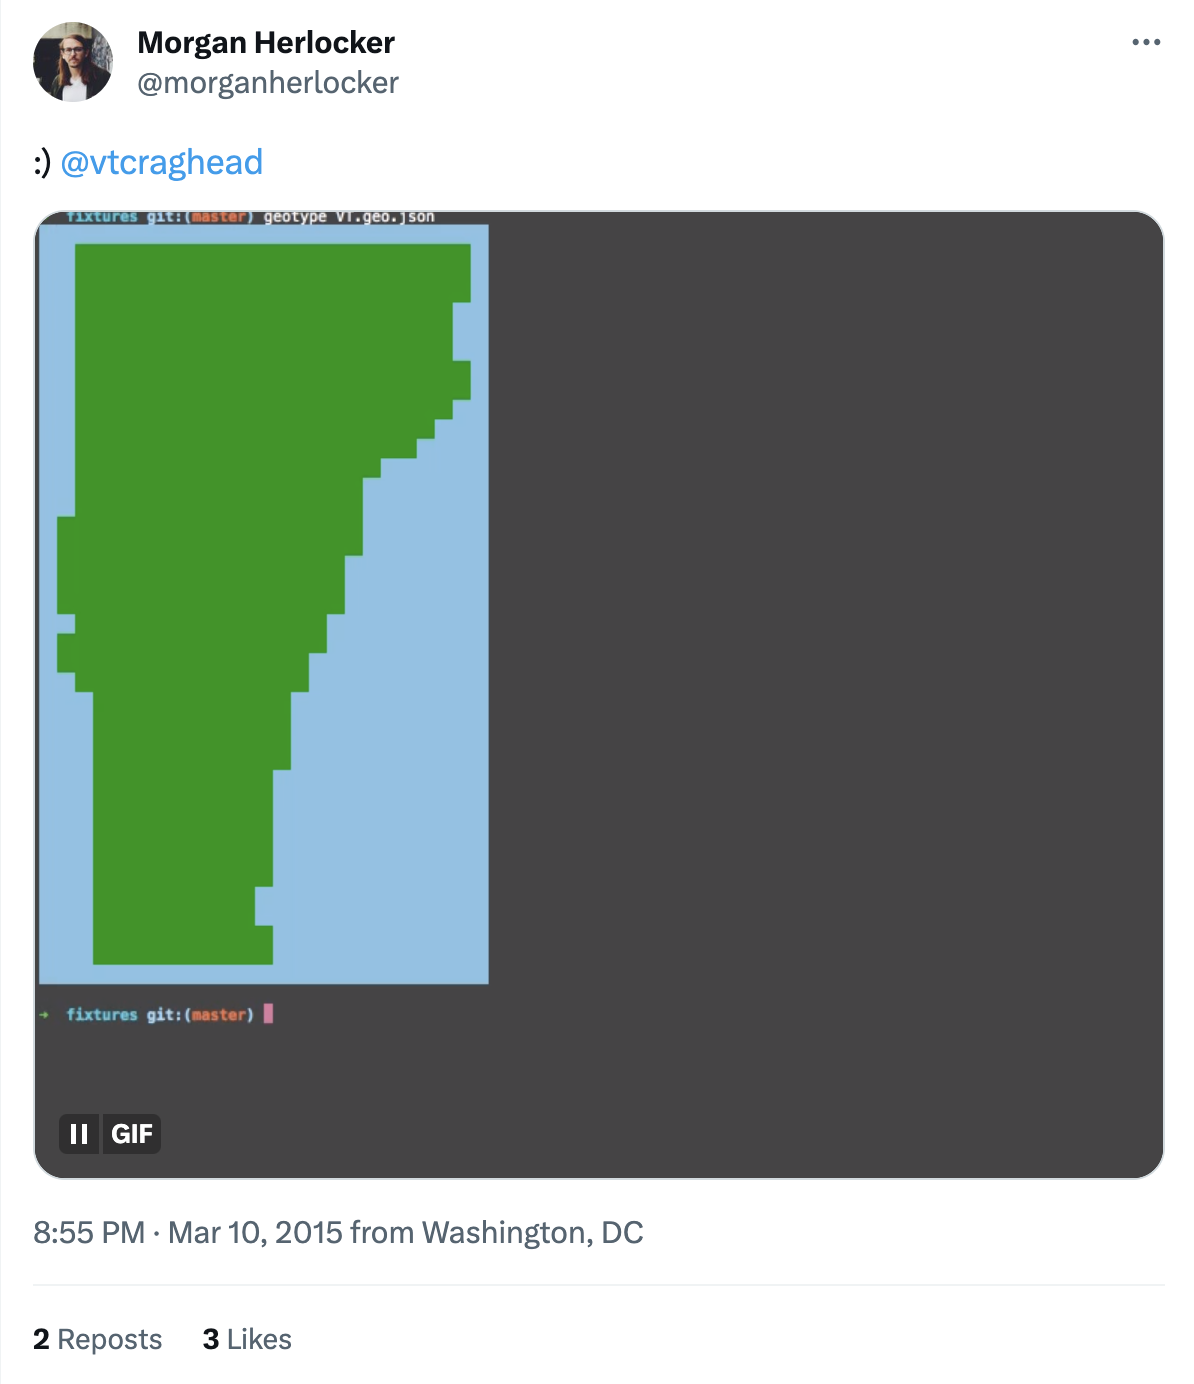 Morgan Herlocker
@morganherlocker
:) @vtcraghead
fixtures git:(master) geotype VT.geo.json
→ fixtures git:(master)
GIF
8:55 PM · Mar 10, 2015 from Washington, DC
2 Reposts 3 Likes